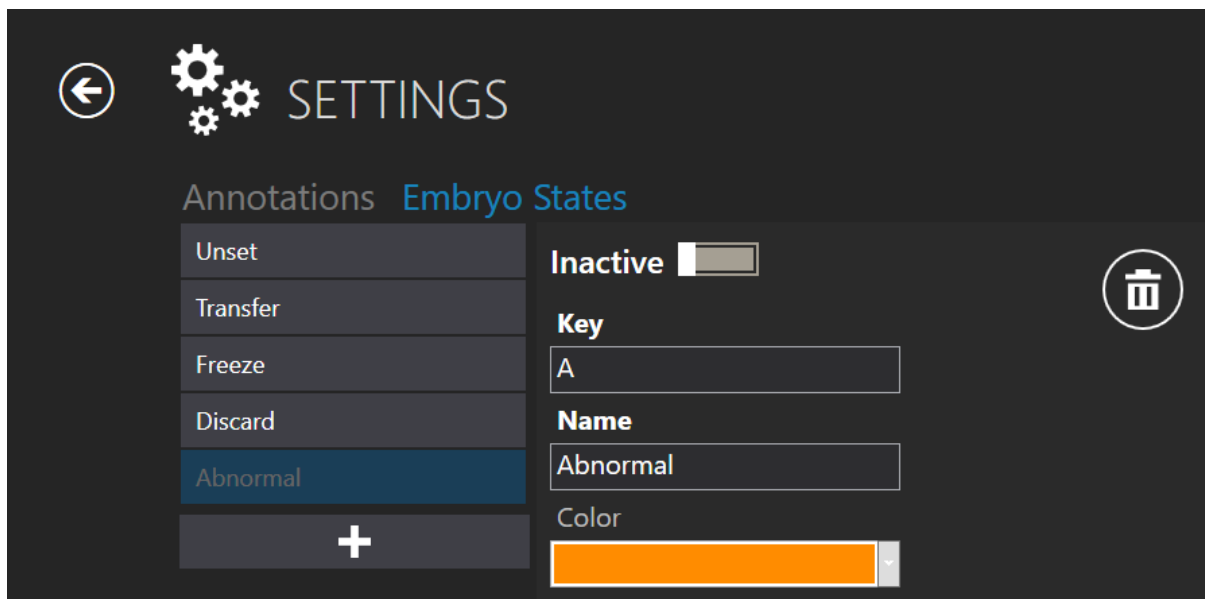 SETTINGS
Annotations Embryo States
Unset
Transfer
Freeze
Discard
Abnormal
Inactive
Key
A
Name
Abnormal
Color